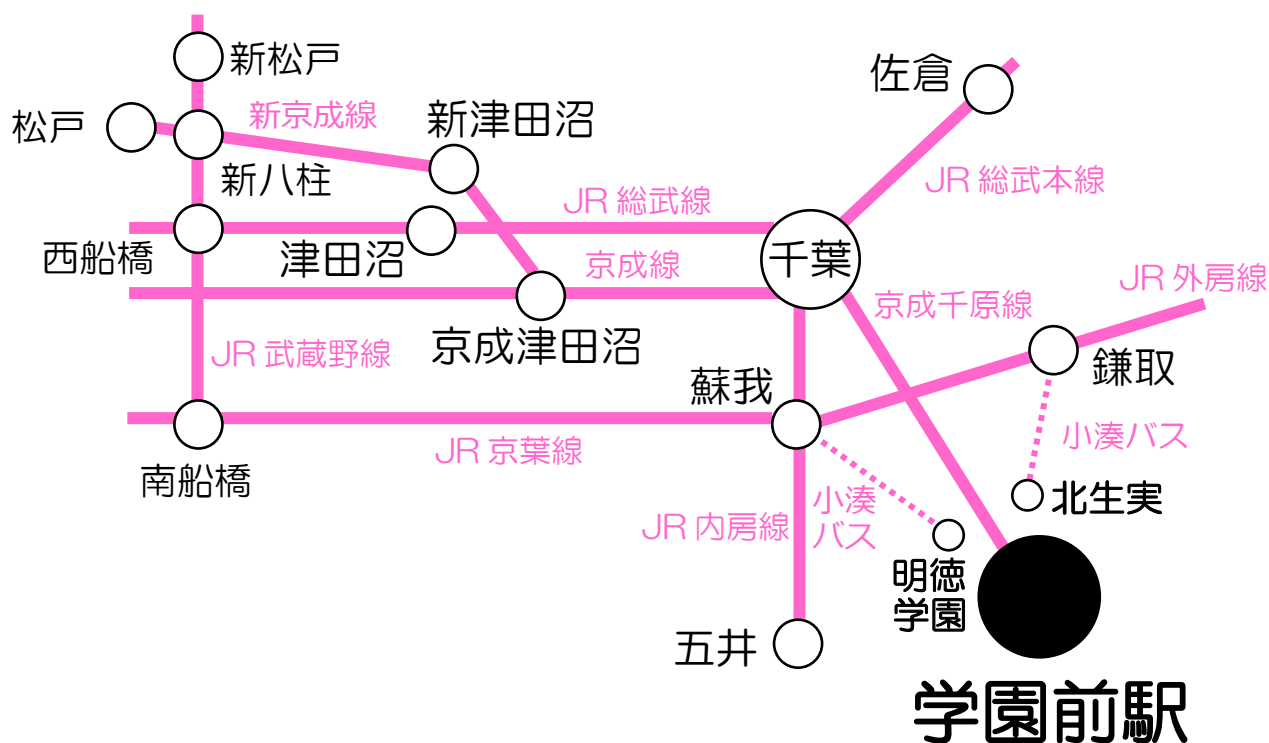 新松戸
佐倉
松戸
新京成線
新津田沼
新八柱
JR 総武本線
JR 総武線
西船橋
津田沼
千葉
京成線
JR 外房線
京成千原線
京成津田沼
JR 武蔵野線
鎌取
蘇我
小湊バス
JR 京葉線
南船橋
北生実
小湊
バス
JR 内房線
明徳
学園
五井
学園前駅